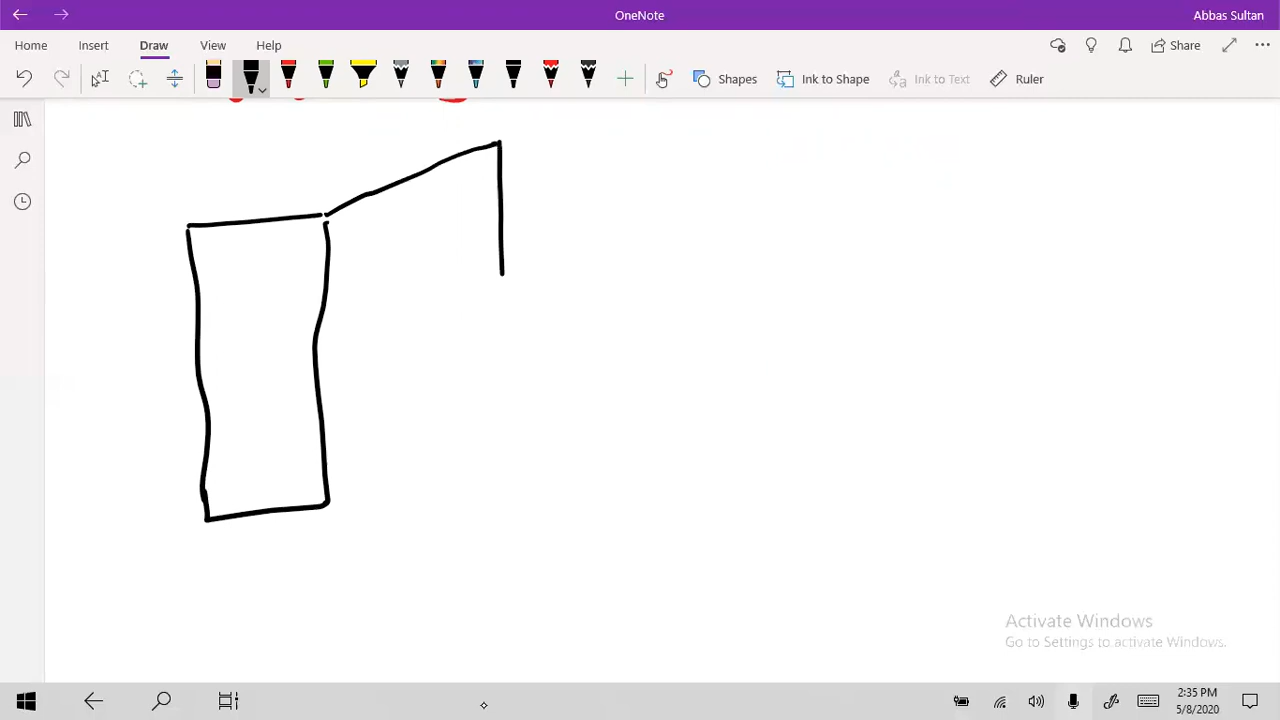 OneNote
Abbas Sultan
Home Insert Draw View Help
Share
Shapes Ink to Shape Ink to Text Ruler
Activate Windows
Go to Settings to activate Windows.
2:35 PM
5/8/2020